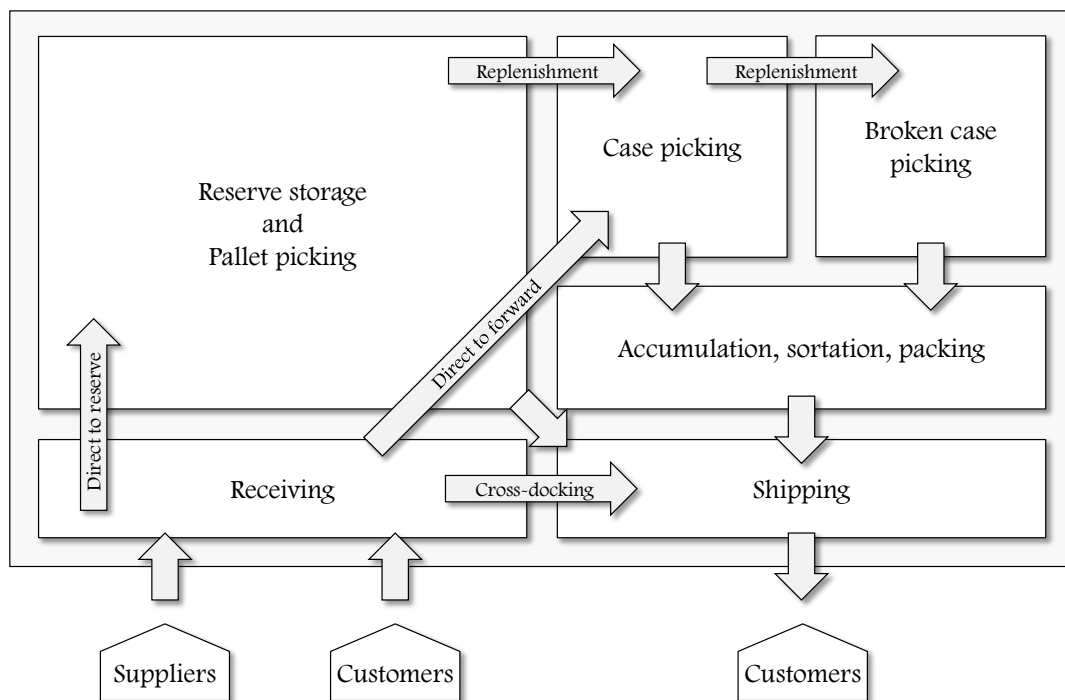 Replenishment
Replenishment
Case picking
Broken case
picking
Reserve storage
and
Pallet picking
Direct to forward
Direct to reserve
Accumulation, sortation, packing
Receiving
Cross-docking
Shipping
Suppliers
Customers
Customers